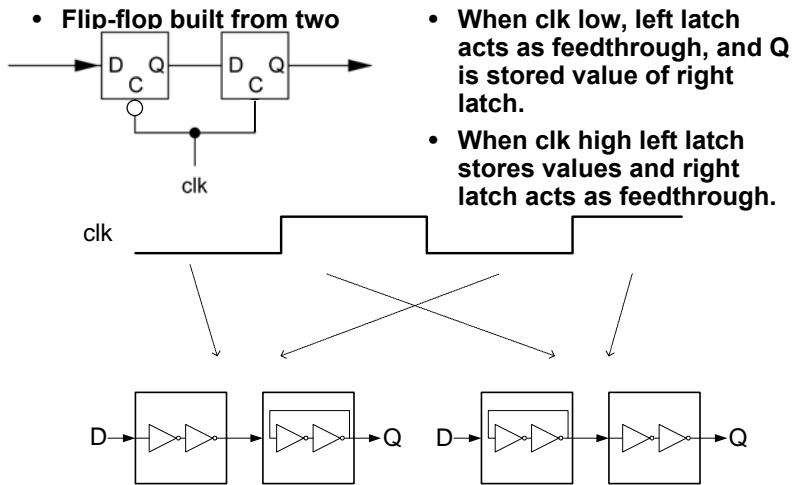 • Flip-flop built from two
D Q
C
D Q
C
clk
• When clk low, left latch
acts as feedthrough, and Q
is stored value of right
latch.
• When clk high left latch
stores values and right
latch acts as feedthrough.
clk
D
Q
D
Q